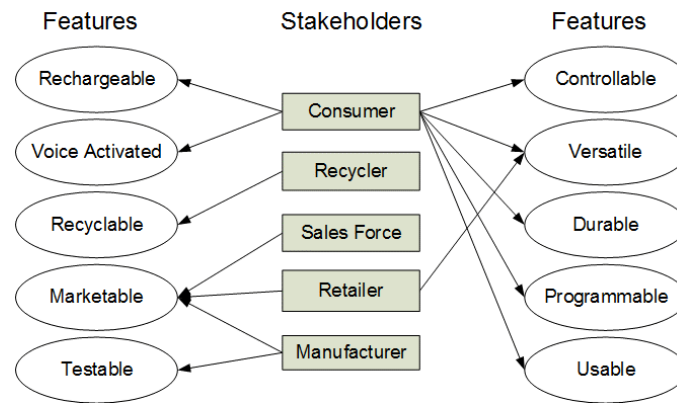 Features
Stakeholders
Features
Rechargeable
Consumer
Controllable
Voice Activated
Recycler
Versatile
Recyclable
Sales Force
Durable
Marketable
Retailer
Programmable
Testable
Manufacturer
Usable